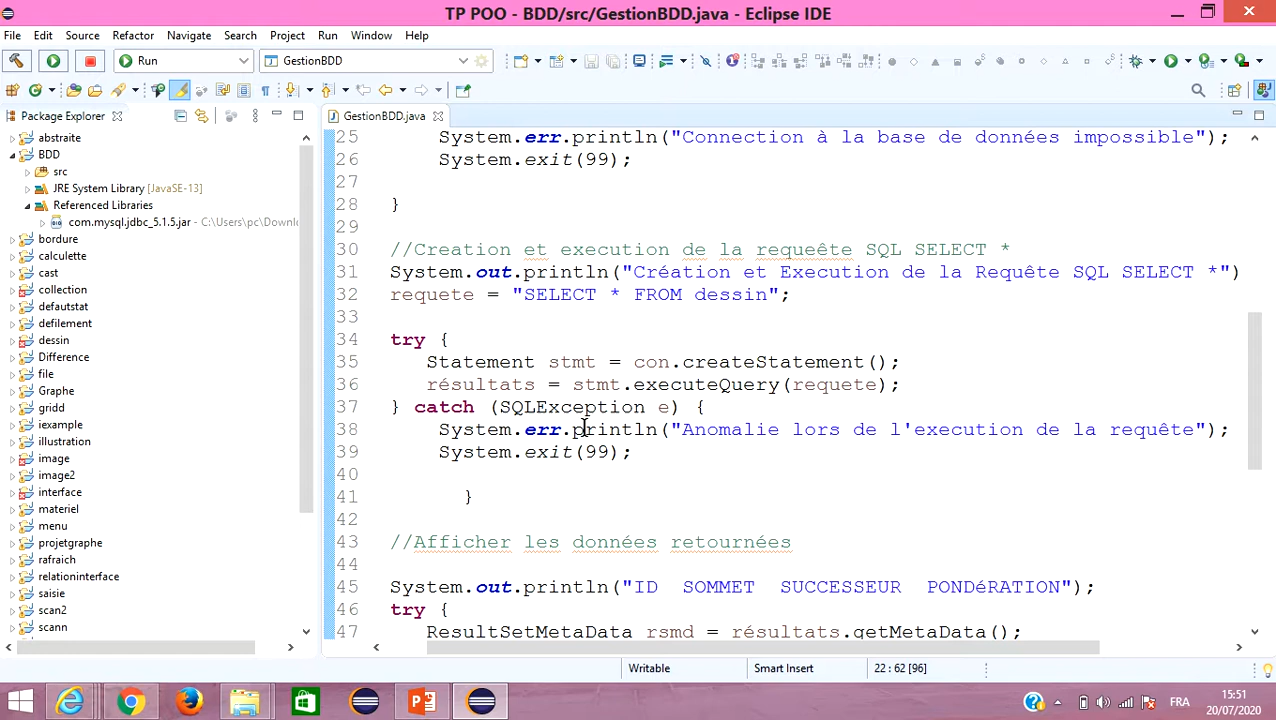 TP POO - BDD/src/GestionBDD.java - Eclipse IDE
File Edit Source Refactor Navigate Search Project Run Window Help
Run GestionBDD
Package Explorer
GestionBDD.java
abstraite
BDD
src
JRE System Library [JavaSE-13]
Referenced Libraries
com.mysql.jdbc_5.1.5.jar - C:\Users\pc\Downl
bordure
calculette
cast
collection
defautstat
defilement
dessin
Difference
file
Graphe
gridd
iexample
illustration
image
image2
interface
materiel
menu
projetgraphe
rafraich
relationinterface
saisie
scan2
scann
25 System.err.println("Connection à la base de données impossible");
26 System.exit(99);
27
28 }
29
30 //Creation et execution de la requeête SQL SELECT *
31 System.out.println("Création et Execution de la Requête SQL SELECT *")
32 requete = "SELECT * FROM dessin";
33
34 try {
35 Statement stmt = con.createStatement();
36 résultats = stmt.executeQuery(requete);
37 } catch (SQLException e) {
38 System.err.println("Anomalie lors de l'execution de la requête");
39 System.exit(99);
40
41 }
42
43 //Afficher les données retournées
44
45 System.out.println("ID SOMMET SUCCESSEUR PONDéRATION");
46 try {
47 ResultSetMetaData rsmd = résultats.getMetaData();
Writable Smart Insert 22 : 62 [96]
FRA
15:51
20/07/2020